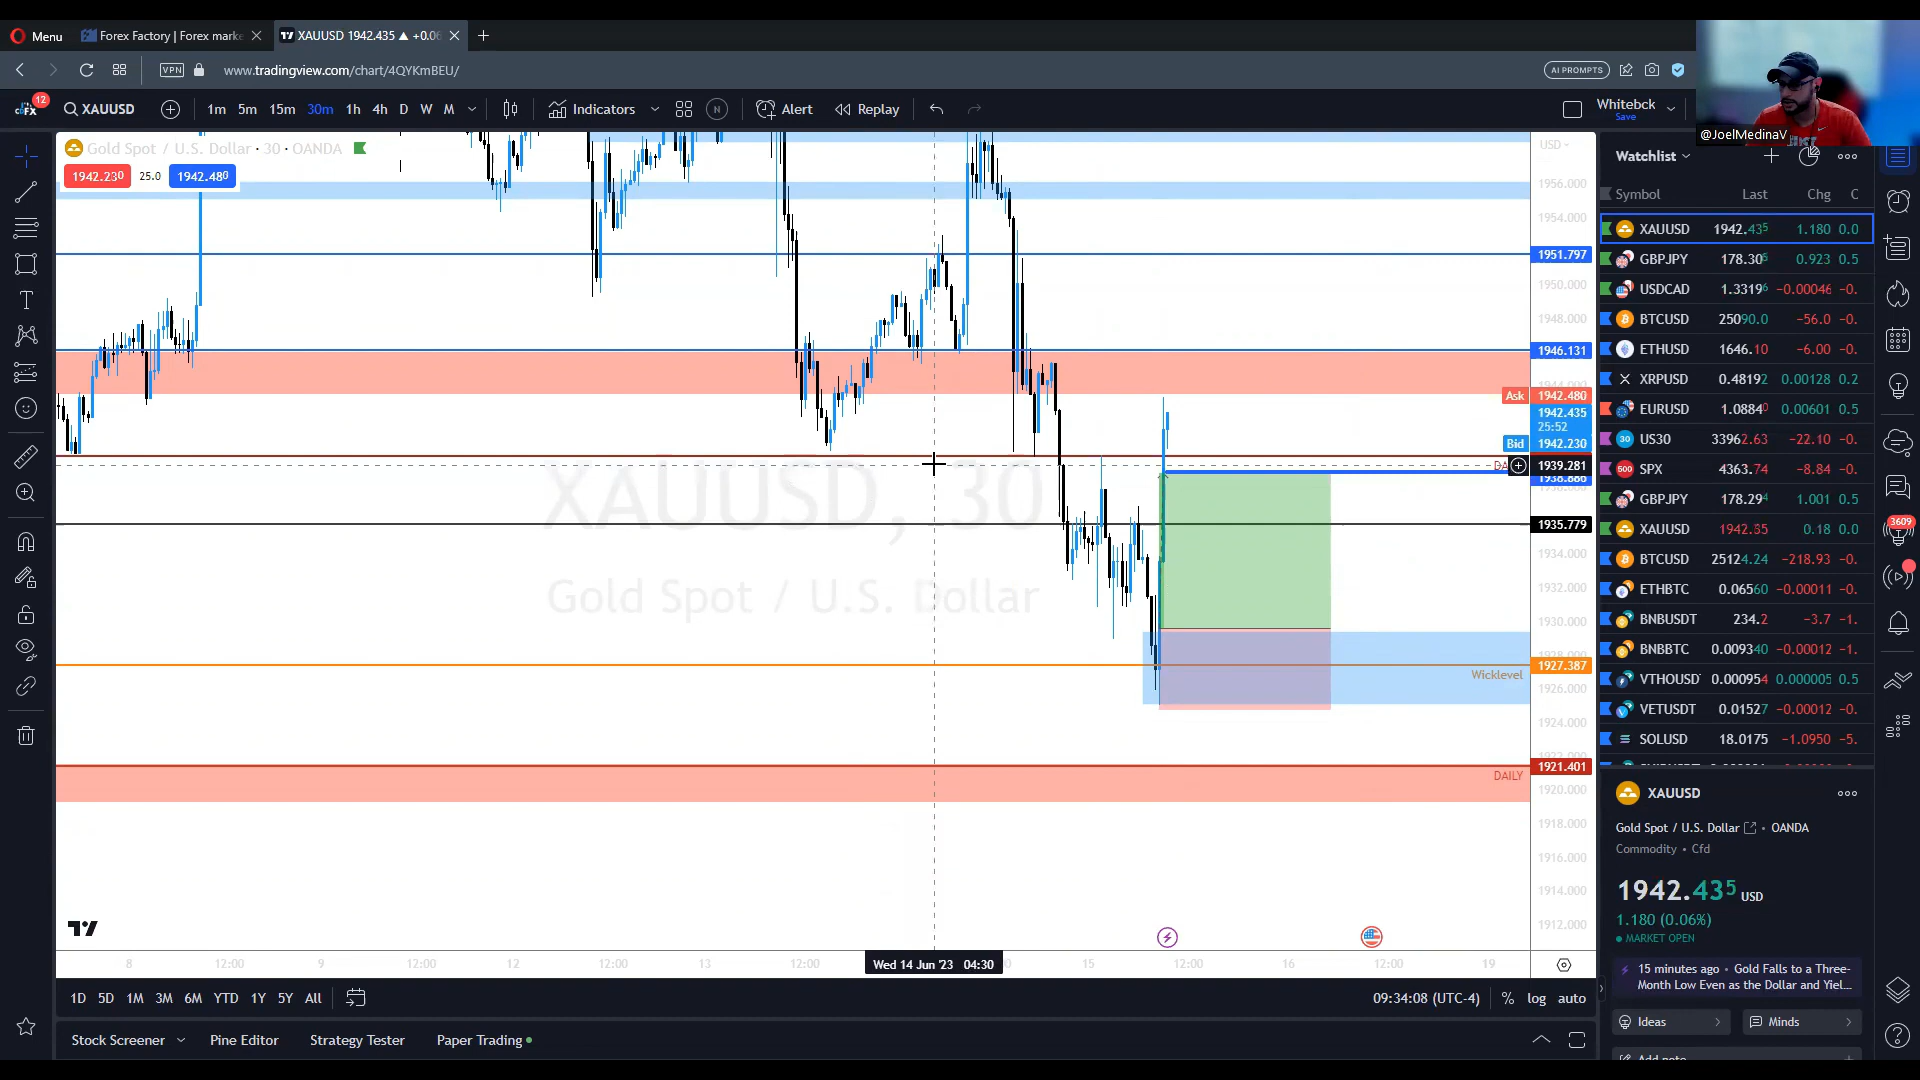 Menu
Forex Factory | Forex marke
XAUUSD 1942.435 ▲ +0.06
VPN
www.tradingview.com/chart/4QYKmBEU/
AI PROMPTS
@JoelMedinaV
12
XAUUSD
1m 5m 15m 30m 1h 4h D W M
Indicators
N
Alert
Replay
Whitebck
Save
Gold Spot / U.S. Dollar · 30 · OANDA
1942.230
25.0
1942.480
XAUUSD, 30
Gold Spot / U.S. Dollar
USD
1956.000
1954.000
1951.797
1950.000
1948.000
1946.131
Ask 1942.480
1942.435
25:52
Bid 1942.230
1939.281
1938.886
1935.779
1934.000
1932.000
1930.000
1927.387
Wicklevel
1926.000
1924.000
1921.401
DAILY
1920.000
1918.000
1916.000
1914.000
1912.000
8 12:00 9 12:00 12 12:00 13 12:00 Wed 14 Jun '23 04:30 15 12:00 16 12:00 19
1D 5D 1M 3M 6M YTD 1Y 5Y All
09:34:08 (UTC-4)
% log auto
Stock Screener
Pine Editor
Strategy Tester
Paper Trading
Watchlist
Symbol Last Chg C
XAUUSD 1942.435 1.180 0.0
GBPJPY 178.306 0.923 0.5
USDCAD 1.33196 −0.00046 −0.
BTCUSD 25090.0 −56.0 −0.
ETHUSD 1646.10 −6.00 −0.
XRPUSD 0.48192 0.00128 0.2
EURUSD 1.08840 0.00601 0.5
US30 33962.63 −22.10 −0.
SPX 4363.74 −8.84 −0.
GBPJPY 178.294 1.001 0.5
XAUUSD 1942.35 0.18 0.0
BTCUSD 25124.24 −218.93 −0.
ETHBTC 0.06560 −0.00011 −0.
BNBUSDT 234.2 −3.7 −1.
BNBBTC 0.009340 −0.00012 −1.
VTHOUSD 0.000954 0.000005 0.5
VETUSDT 0.01527 −0.00012 −0.
SOLUSD 18.0175 −1.0950 −5.
3609
XAUUSD
Gold Spot / U.S. Dollar • OANDA
Commodity • Cfd
1942.435 USD
1.180 (0.06%)
MARKET OPEN
15 minutes ago • Gold Falls to a Three-
Month Low Even as the Dollar and Yiel...
Ideas
Minds
Add note